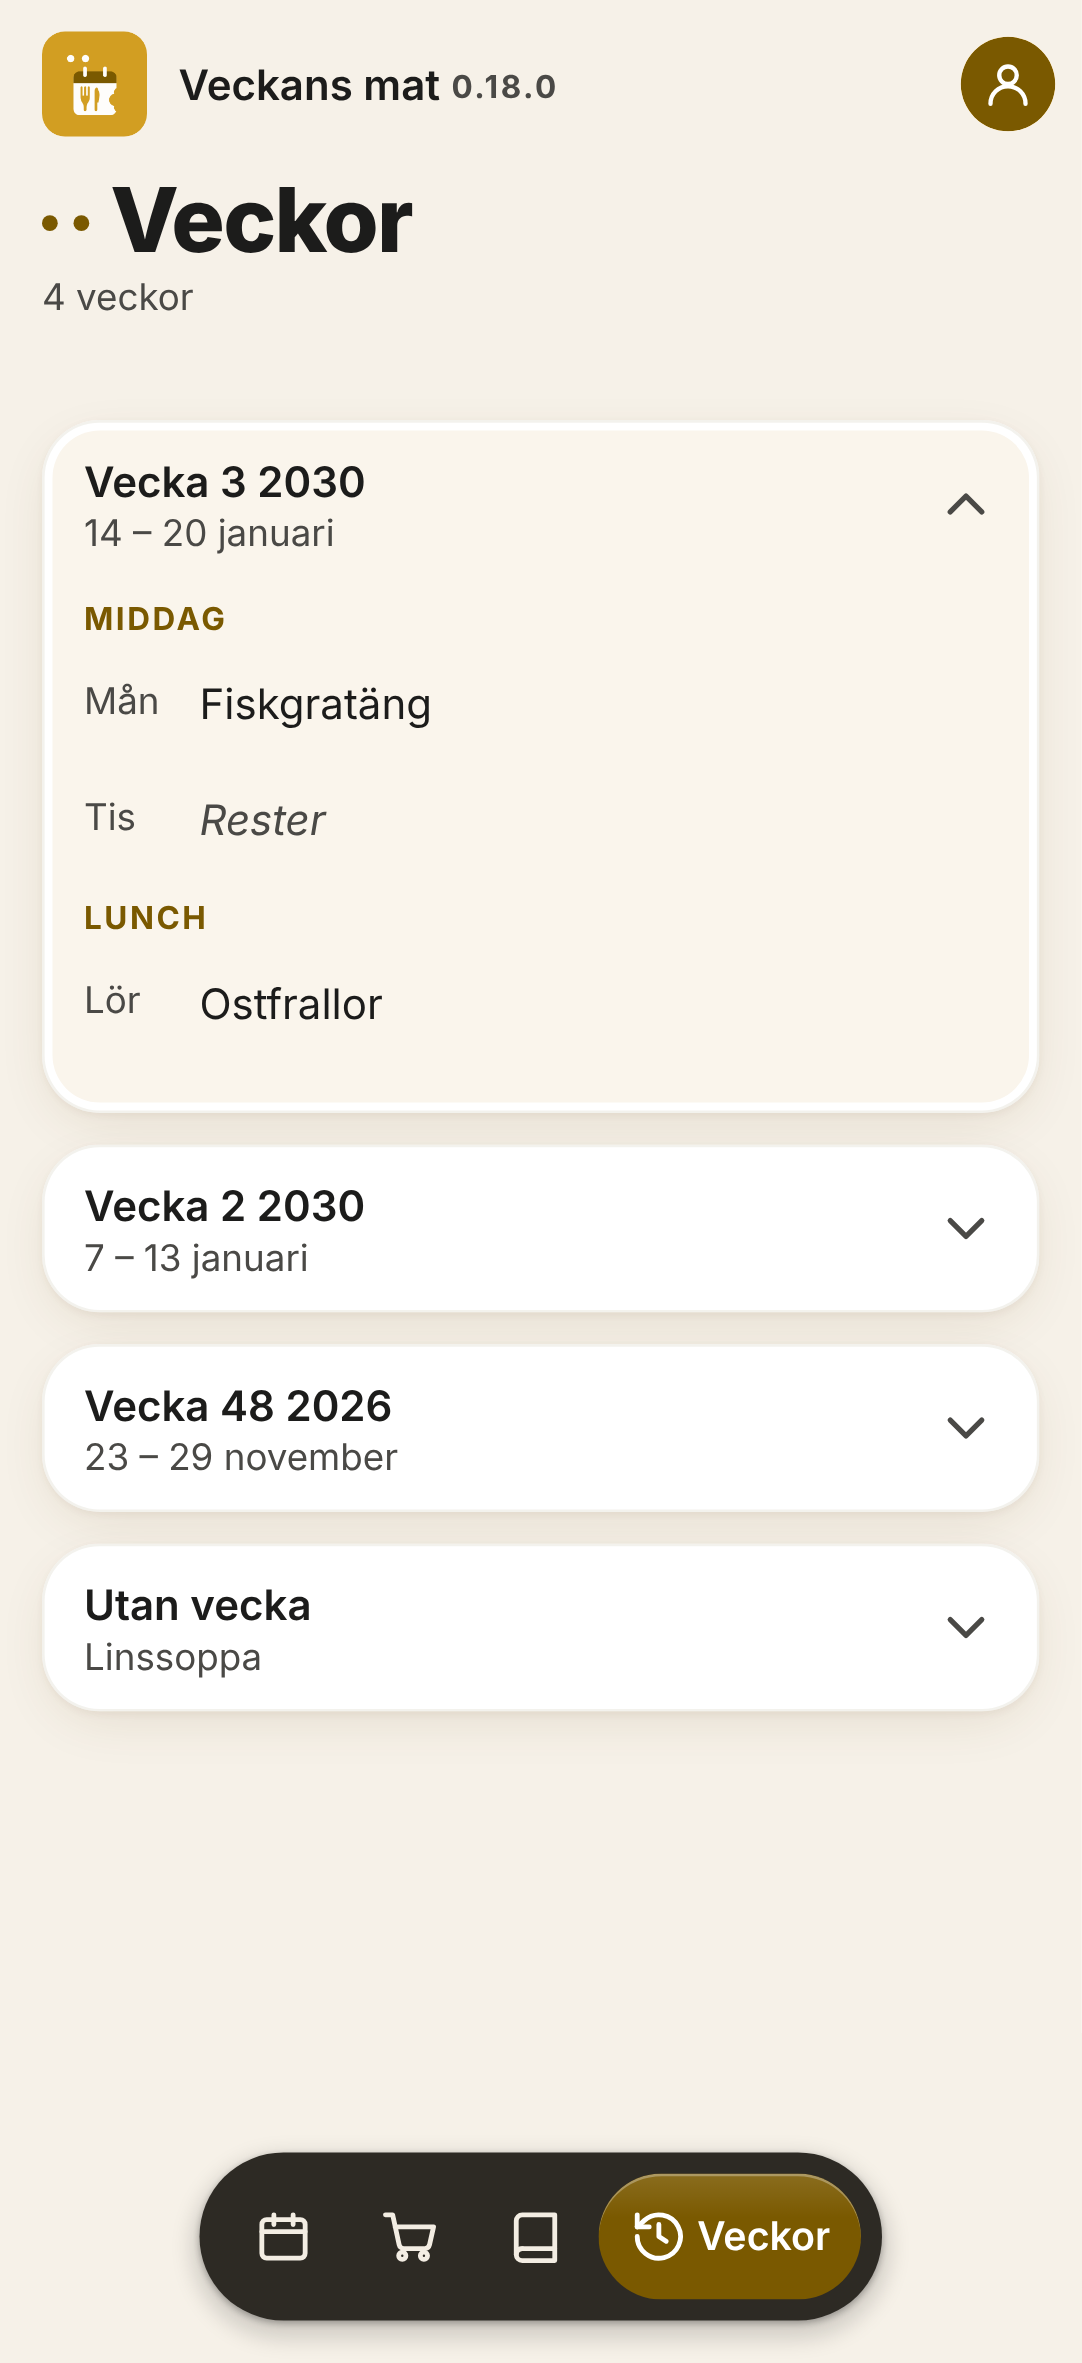 Veckans mat 0.18.0
Veckor
4 veckor
Vecka 3 2030
14 – 20 januari
MIDDAG
Mån Fiskgratäng
Tis Rester
LUNCH
Lör Ostfrallor
Vecka 2 2030
7 – 13 januari
Vecka 48 2026
23 – 29 november
Utan vecka
Linssoppa
Veckor